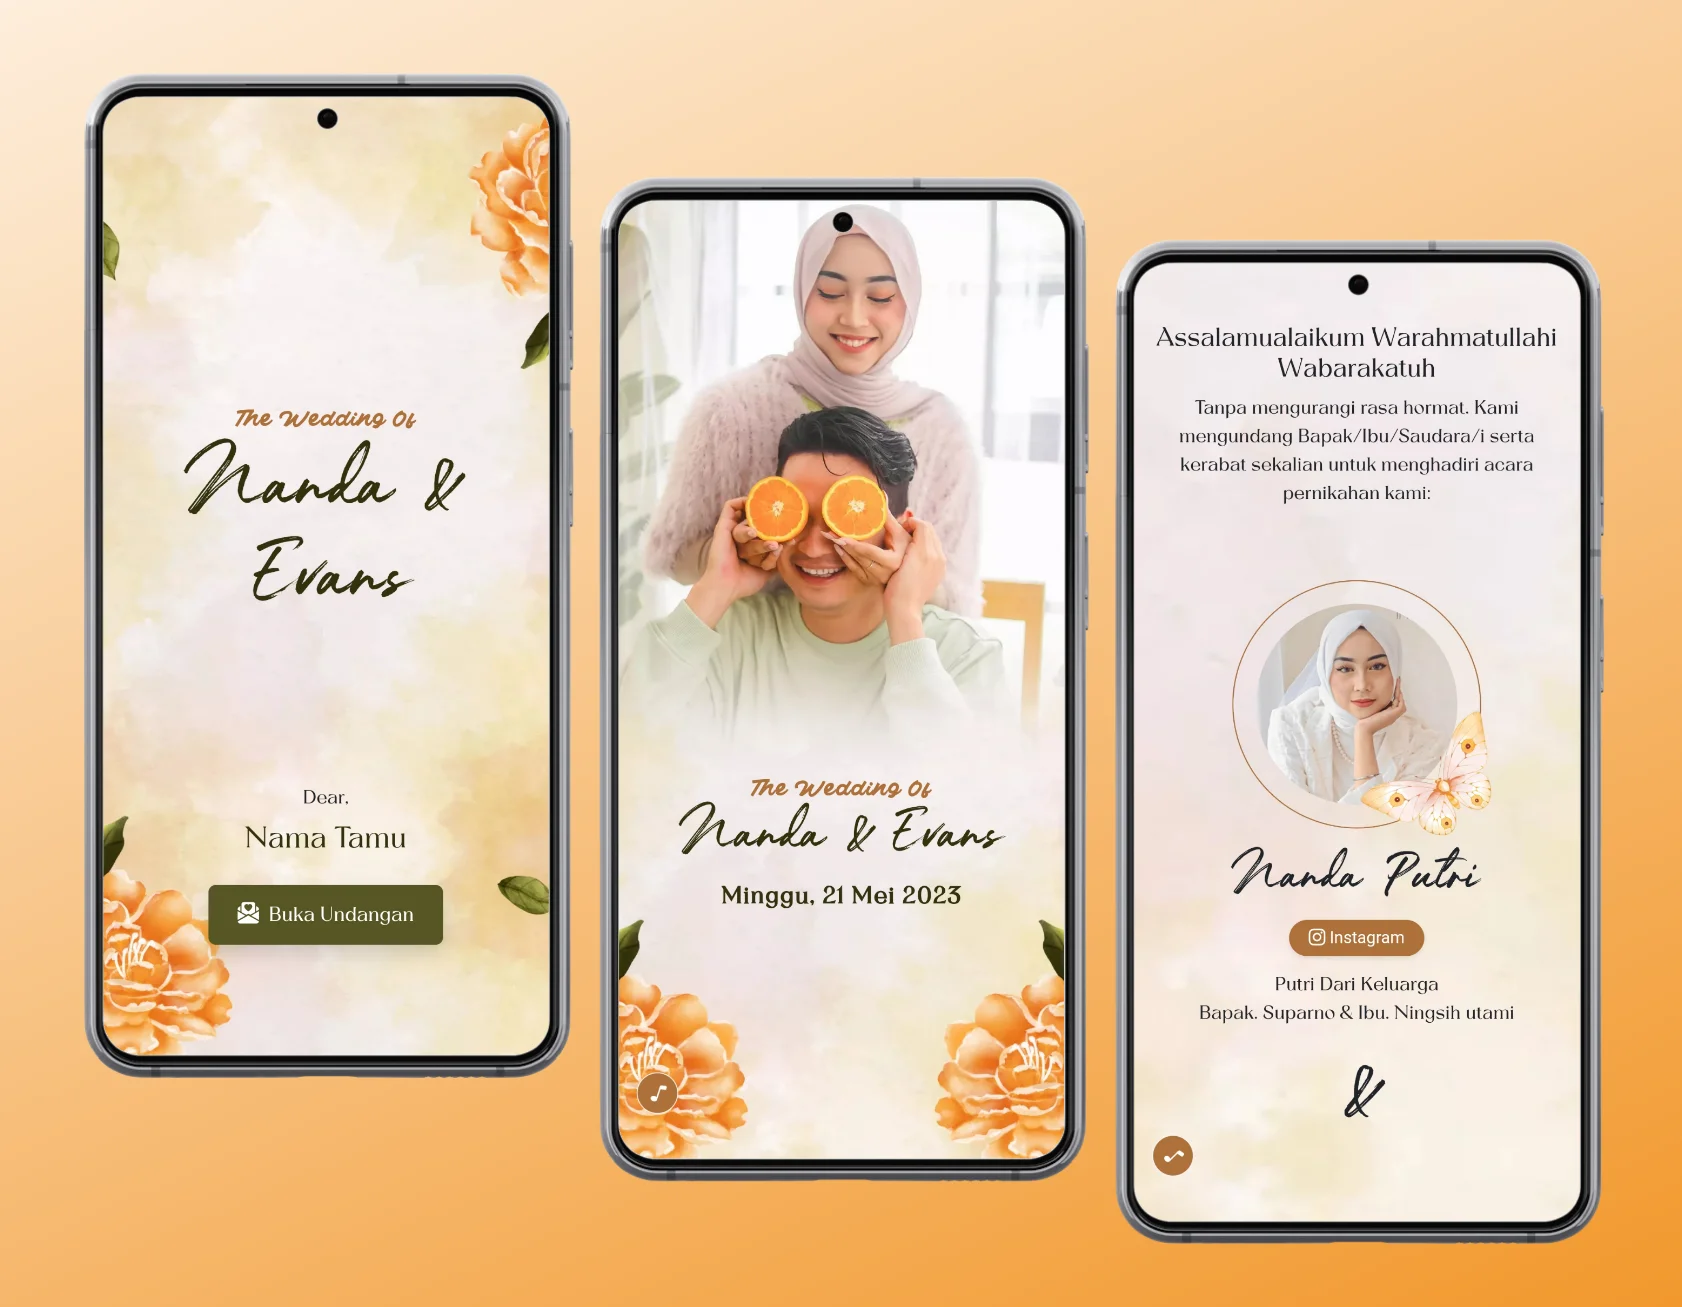 The Wedding Of
Nanda &
Evans
Dear,
Nama Tamu
Buka Undangan
The Wedding Of
Nanda & Evans
Minggu, 21 Mei 2023
Assalamualaikum Warahmatullahi
Wabarakatuh
Tanpa mengurangi rasa hormat. Kami
mengundang Bapak/Ibu/Saudara/i serta
kerabat sekalian untuk menghadiri acara
pernikahan kami:
Nanda Putri
Instagram
Putri Dari Keluarga
Bapak. Suparno & Ibu. Ningsih utami
&